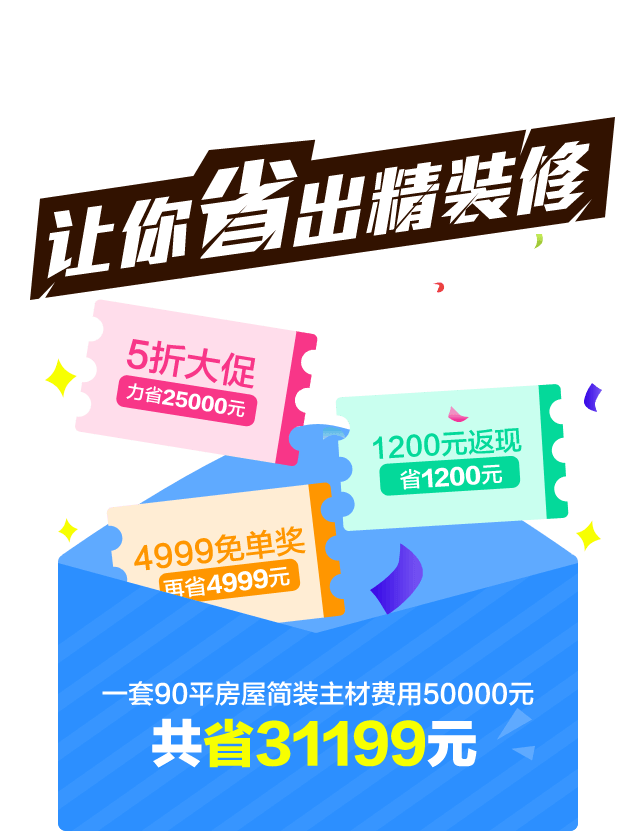 让你省出精装修
5折大促
力省25000元
1200元返现
省1200元
4999免单奖
再省4999元
一套90平房屋简装主材费用50000元
共省31199元